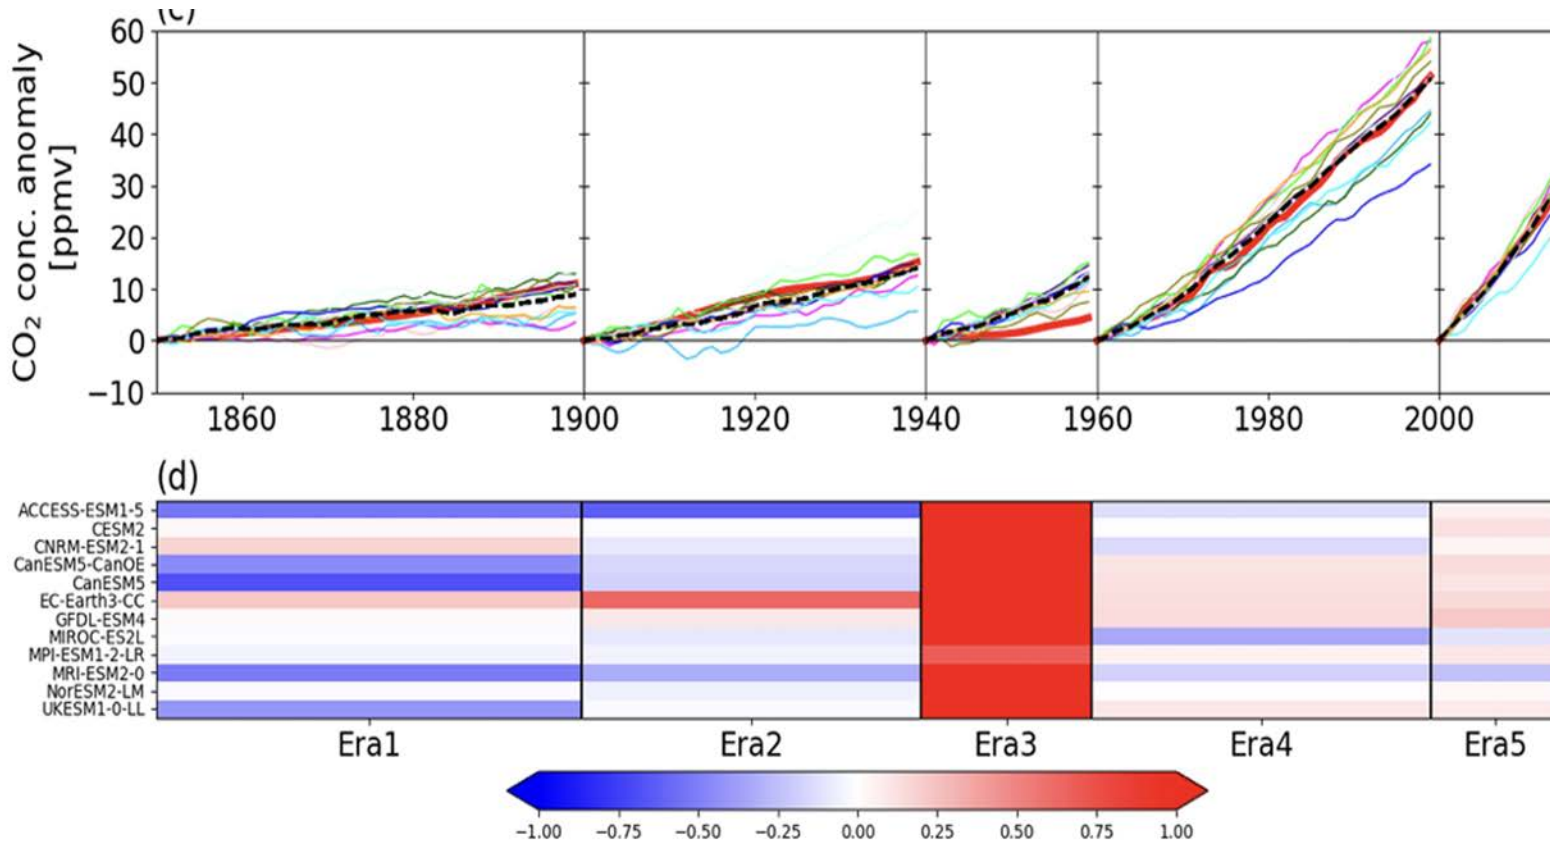 (c)
CO₂ conc. anomaly
[ppmv]
60
50
40
30
20
10
0
−10
1860
1880
1900
1920
1940
1960
1980
2000
(d)
ACCESS-ESM1-5
CESM2
CNRM-ESM2-1
CanESM5-CanOE
CanESM5
EC-Earth3-CC
GFDL-ESM4
MIROC-ES2L
MPI-ESM1-2-LR
MRI-ESM2-0
NorESM2-LM
UKESM1-0-LL
Era1
Era2
Era3
Era4
Era5
−1.00
−0.75
−0.50
−0.25
0.00
0.25
0.50
0.75
1.00